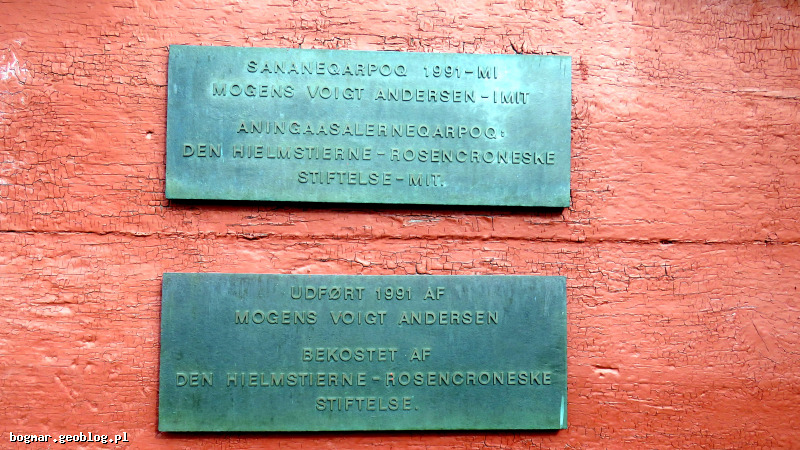 SANANEQARPOQ 1991-MI
MOGENS VOIGT ANDERSEN-IMIT
ANINGAASALERNEQARPOQ:
DEN HIELMSTIERNE-ROSENCRONESKE
STIFTELSE-MIT.
UDFØRT 1991 AF
MOGENS VOIGT ANDERSEN
BEKOSTET AF
DEN HIELMSTIERNE-ROSENCRONESKE
STIFTELSE.
bogmar.geoblog.pl